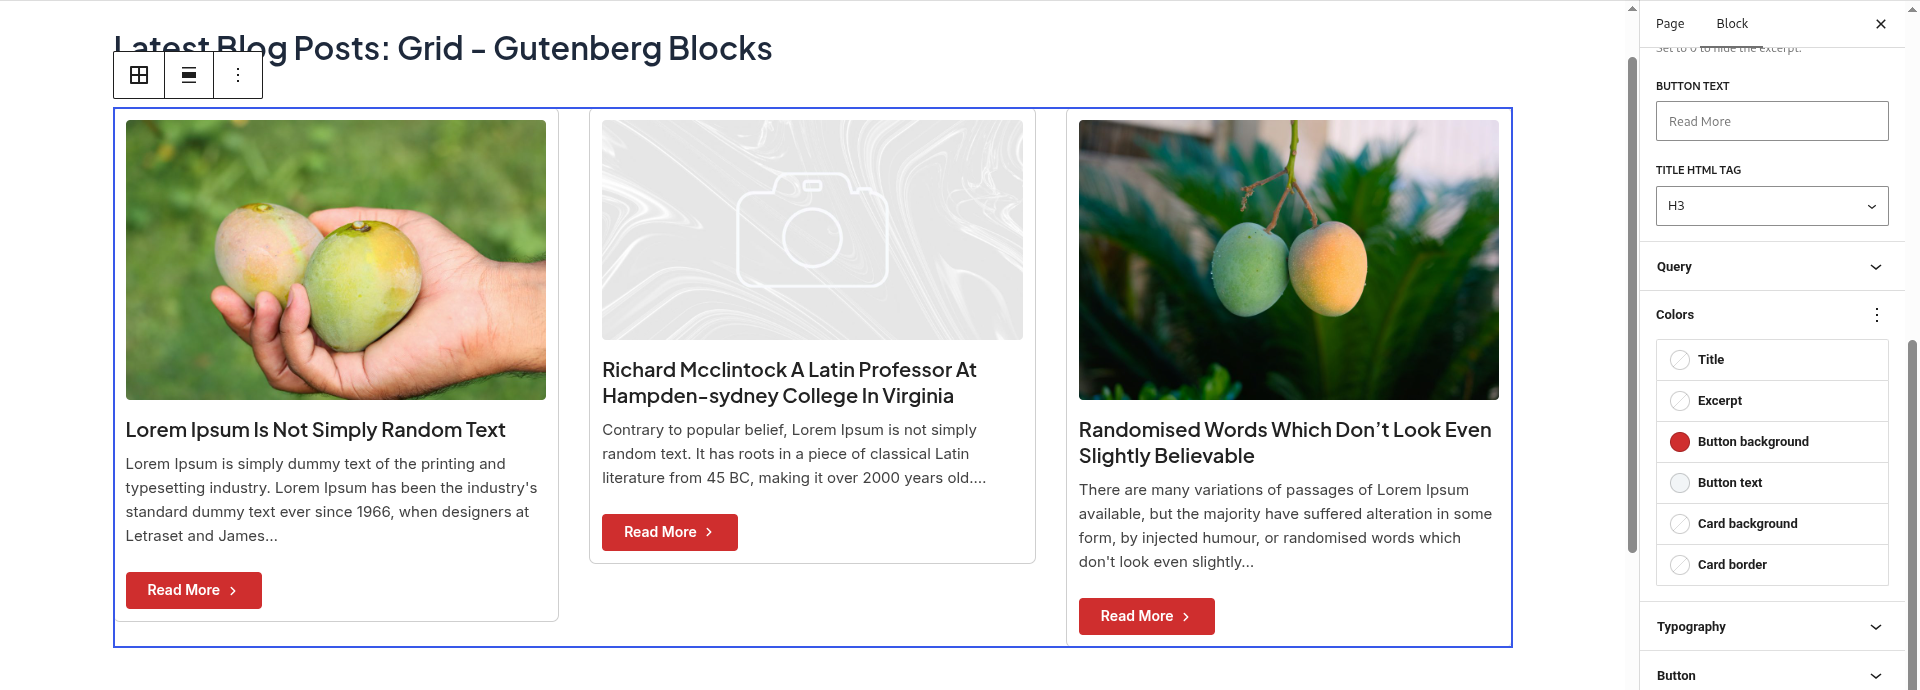 Latest Blog Posts: Grid – Gutenberg Blocks
Lorem Ipsum Is Not Simply Random Text
Lorem Ipsum is simply dummy text of the printing and
typesetting industry. Lorem Ipsum has been the industry's
standard dummy text ever since 1966, when designers at
Letraset and James...
Read More
Richard Mcclintock A Latin Professor At
Hampden-sydney College In Virginia
Contrary to popular belief, Lorem Ipsum is not simply
random text. It has roots in a piece of classical Latin
literature from 45 BC, making it over 2000 years old....
Read More
Randomised Words Which Don’t Look Even
Slightly Believable
There are many variations of passages of Lorem Ipsum
available, but the majority have suffered alteration in some
form, by injected humour, or randomised words which
don't look even slightly...
Read More
Page
Block
Set to 0 to hide the excerpt.
BUTTON TEXT
Read More
TITLE HTML TAG
H3
Query
Colors
Title
Excerpt
Button background
Button text
Card background
Card border
Typography
Button